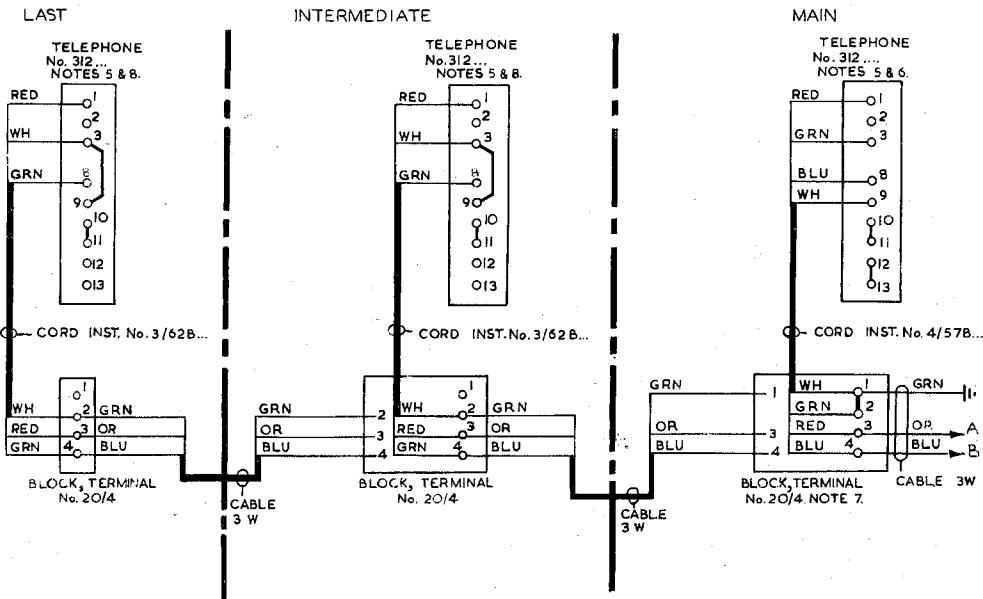 LAST
TELEPHONE
No. 312...
NOTES 5 & 8.
RED
WH
GRN
1
2
3
8
9
10
11
12
13
CORD INST. No. 3/62B...
1
2
3
4
WH
RED
GRN
GRN
OR
BLU
BLOCK, TERMINAL
No. 20/4
CABLE
3 W
INTERMEDIATE
TELEPHONE
No. 312...
NOTES 5 & 8.
RED
WH
GRN
1
2
3
8
9
10
11
12
13
CORD INST. No. 3/62B...
GRN
OR
BLU
2
3
4
WH
RED
GRN
1
2
3
4
GRN
OR
BLU
BLOCK, TERMINAL
No. 20/4
CABLE
3 W
MAIN
TELEPHONE
No. 312....
NOTES 5 & 6.
RED
GRN
BLU
WH
1
2
3
8
9
10
11
12
13
CORD INST. No. 4/57B...
GRN
OR
BLU
1
3
4
WH
GRN
RED
BLU
1
2
3
4
GRN
OR
BLU
A
B
BLOCK, TERMINAL
No. 20/4. NOTE 7.
CABLE 3W